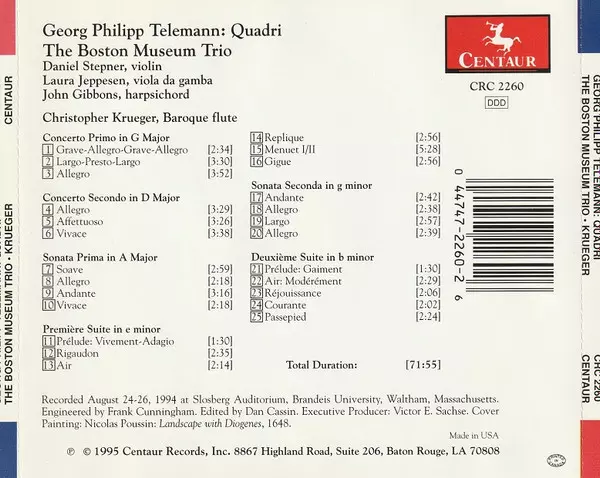 Georg Philipp Telemann: Quadri
The Boston Museum Trio
Daniel Stepner, violin
Laura Jeppesen, viola da gamba
John Gibbons, harpsichord
Christopher Krueger, Baroque flute
CENTAUR
CRC 2260
DDD
Concerto Primo in G Major
1 Grave-Allegro-Grave-Allegro [2:34]
2 Largo-Presto-Largo [3:30]
3 Allegro [3:52]
Concerto Secondo in D Major
4 Allegro [3:29]
5 Affettuoso [3:26]
6 Vivace [3:38]
Sonata Prima in A Major
7 Soave [2:59]
8 Allegro [2:18]
9 Andante [3:16]
10 Vivace [2:18]
Première Suite in e minor
11 Prélude: Vivement-Adagio [1:30]
12 Rigaudon [2:35]
13 Air [2:14]
14 Replique [2:56]
15 Menuet I/II [5:28]
16 Gigue [2:56]
Sonata Seconda in g minor
17 Andante [2:42]
18 Allegro [2:38]
19 Largo [2:57]
20 Allegro [2:39]
Deuxième Suite in b minor
21 Prélude: Gaiment [1:30]
22 Air: Modérément [2:29]
23 Réjouissance [2:06]
24 Courante [2:02]
25 Passepied [2:24]
Total Duration: [71:55]
0 44747-2260-2 6
Recorded August 24-26, 1994 at Slosberg Auditorium, Brandeis University, Waltham, Massachusetts.
Engineered by Frank Cunningham. Edited by Dan Cassin. Executive Producer: Victor E. Sachse. Cover
Painting: Nicolas Poussin: Landscape with Diogenes, 1648.
Made in USA
℗ © 1995 Centaur Records, Inc. 8867 Highland Road, Suite 206, Baton Rouge, LA 70808
CENTAUR
THE BOSTON MUSEUM TRIO · KRUEGER
GEORG PHILIPP TELEMANN: QUADRI
THE BOSTON MUSEUM TRIO · KRUEGER
CRC 2260
CENTAUR